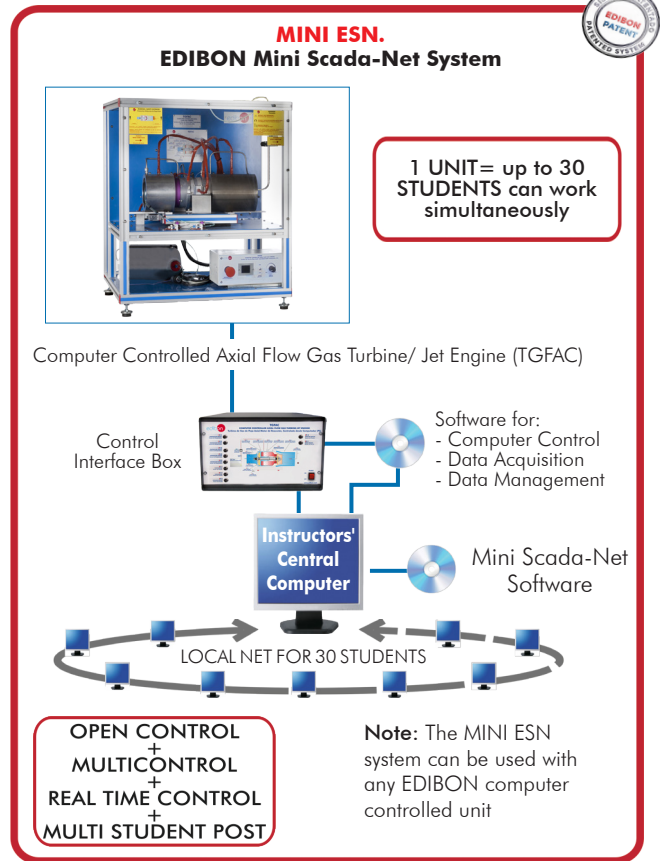 MINI ESN.
EDIBON Mini Scada-Net System
EDIBON
PATENT
PATENTED SYSTEM
1 UNIT= up to 30
STUDENTS can work
simultaneously
Computer Controlled Axial Flow Gas Turbine/ Jet Engine (TGFAC)
Control
Interface Box
Software for:
- Computer Control
- Data Acquisition
- Data Management
Instructors'
Central
Computer
Mini Scada-Net
Software
LOCAL NET FOR 30 STUDENTS
OPEN CONTROL
+
MULTICONTROL
+
REAL TIME CONTROL
+
MULTI STUDENT POST
Note: The MINI ESN
system can be used with
any EDIBON computer
controlled unit